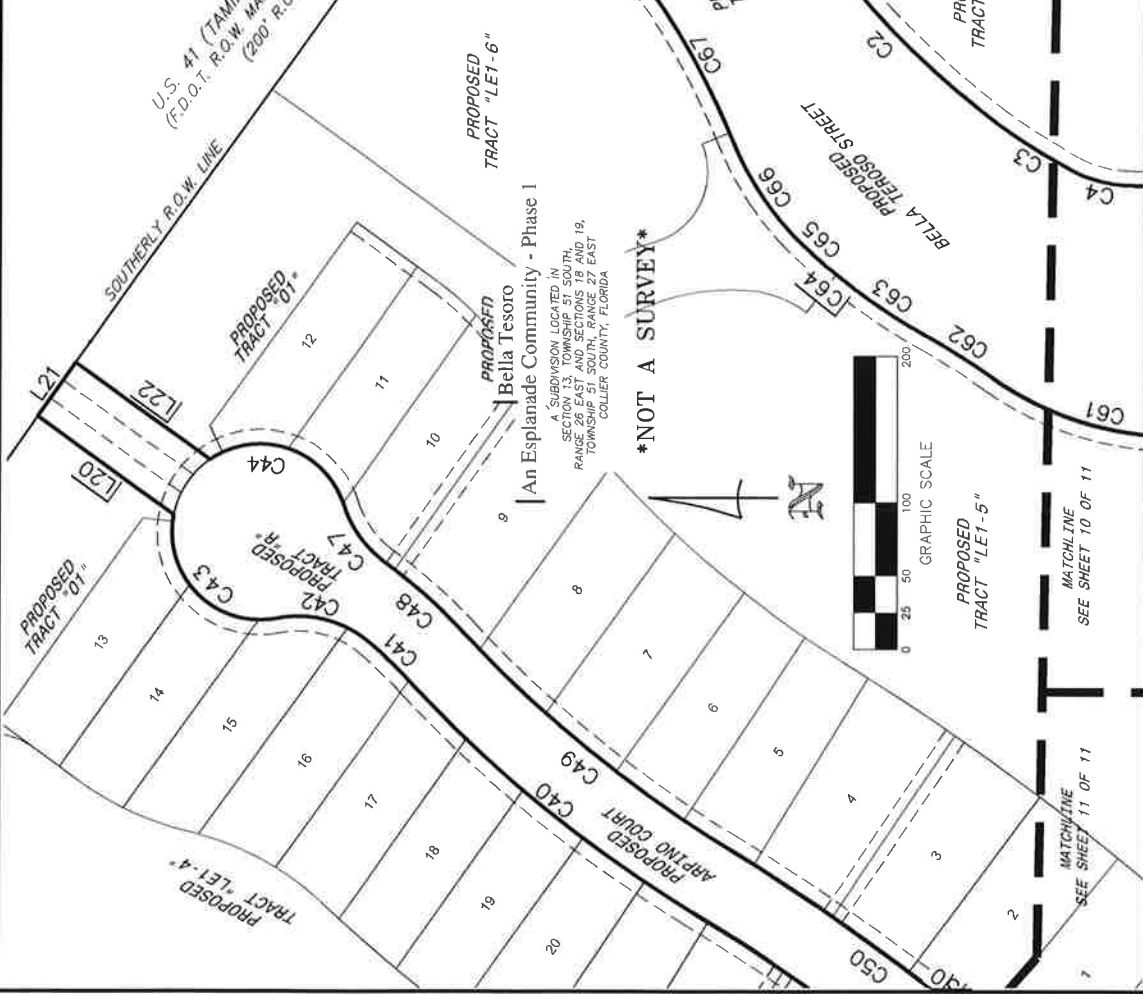 U.S. 41
SOUTHERLY R.O.W. LINE
PROPOSED
TRACT "LE1-6"
C67
C2
C3
C4
PROPOSED
BELLA TEROSO STREET
C66
C65
C64
C63
C62
C61
L21
L22
L20
PROPOSED
TRACT "01"
12
11
10
9
8
7
6
5
4
3
2
1
PROPOSED
Bella Tesoro
An Esplanade Community - Phase 1
A SUBDIVISION LOCATED IN
SECTION 13, TOWNSHIP 51 SOUTH,
RANGE 26 EAST AND SECTIONS 18 AND 19,
TOWNSHIP 51 SOUTH, RANGE 27 EAST
COLLIER COUNTY, FLORIDA
*NOT A SURVEY*
N
0 25 50 100 200
GRAPHIC SCALE
PROPOSED
TRACT "LE1-5"
MATCHLINE
SEE SHEET 10 OF 11
MATCHLINE
SEE SHEET 11 OF 11
PROPOSED
TRACT "01"
13
14
15
16
17
18
19
20
PROPOSED
TRACT "LE1-4"
C44
C43
C42
C41
C47
C48
PROPOSED
TRACT "R"
C49
C40
PROPOSED
ARPINO COURT
C50